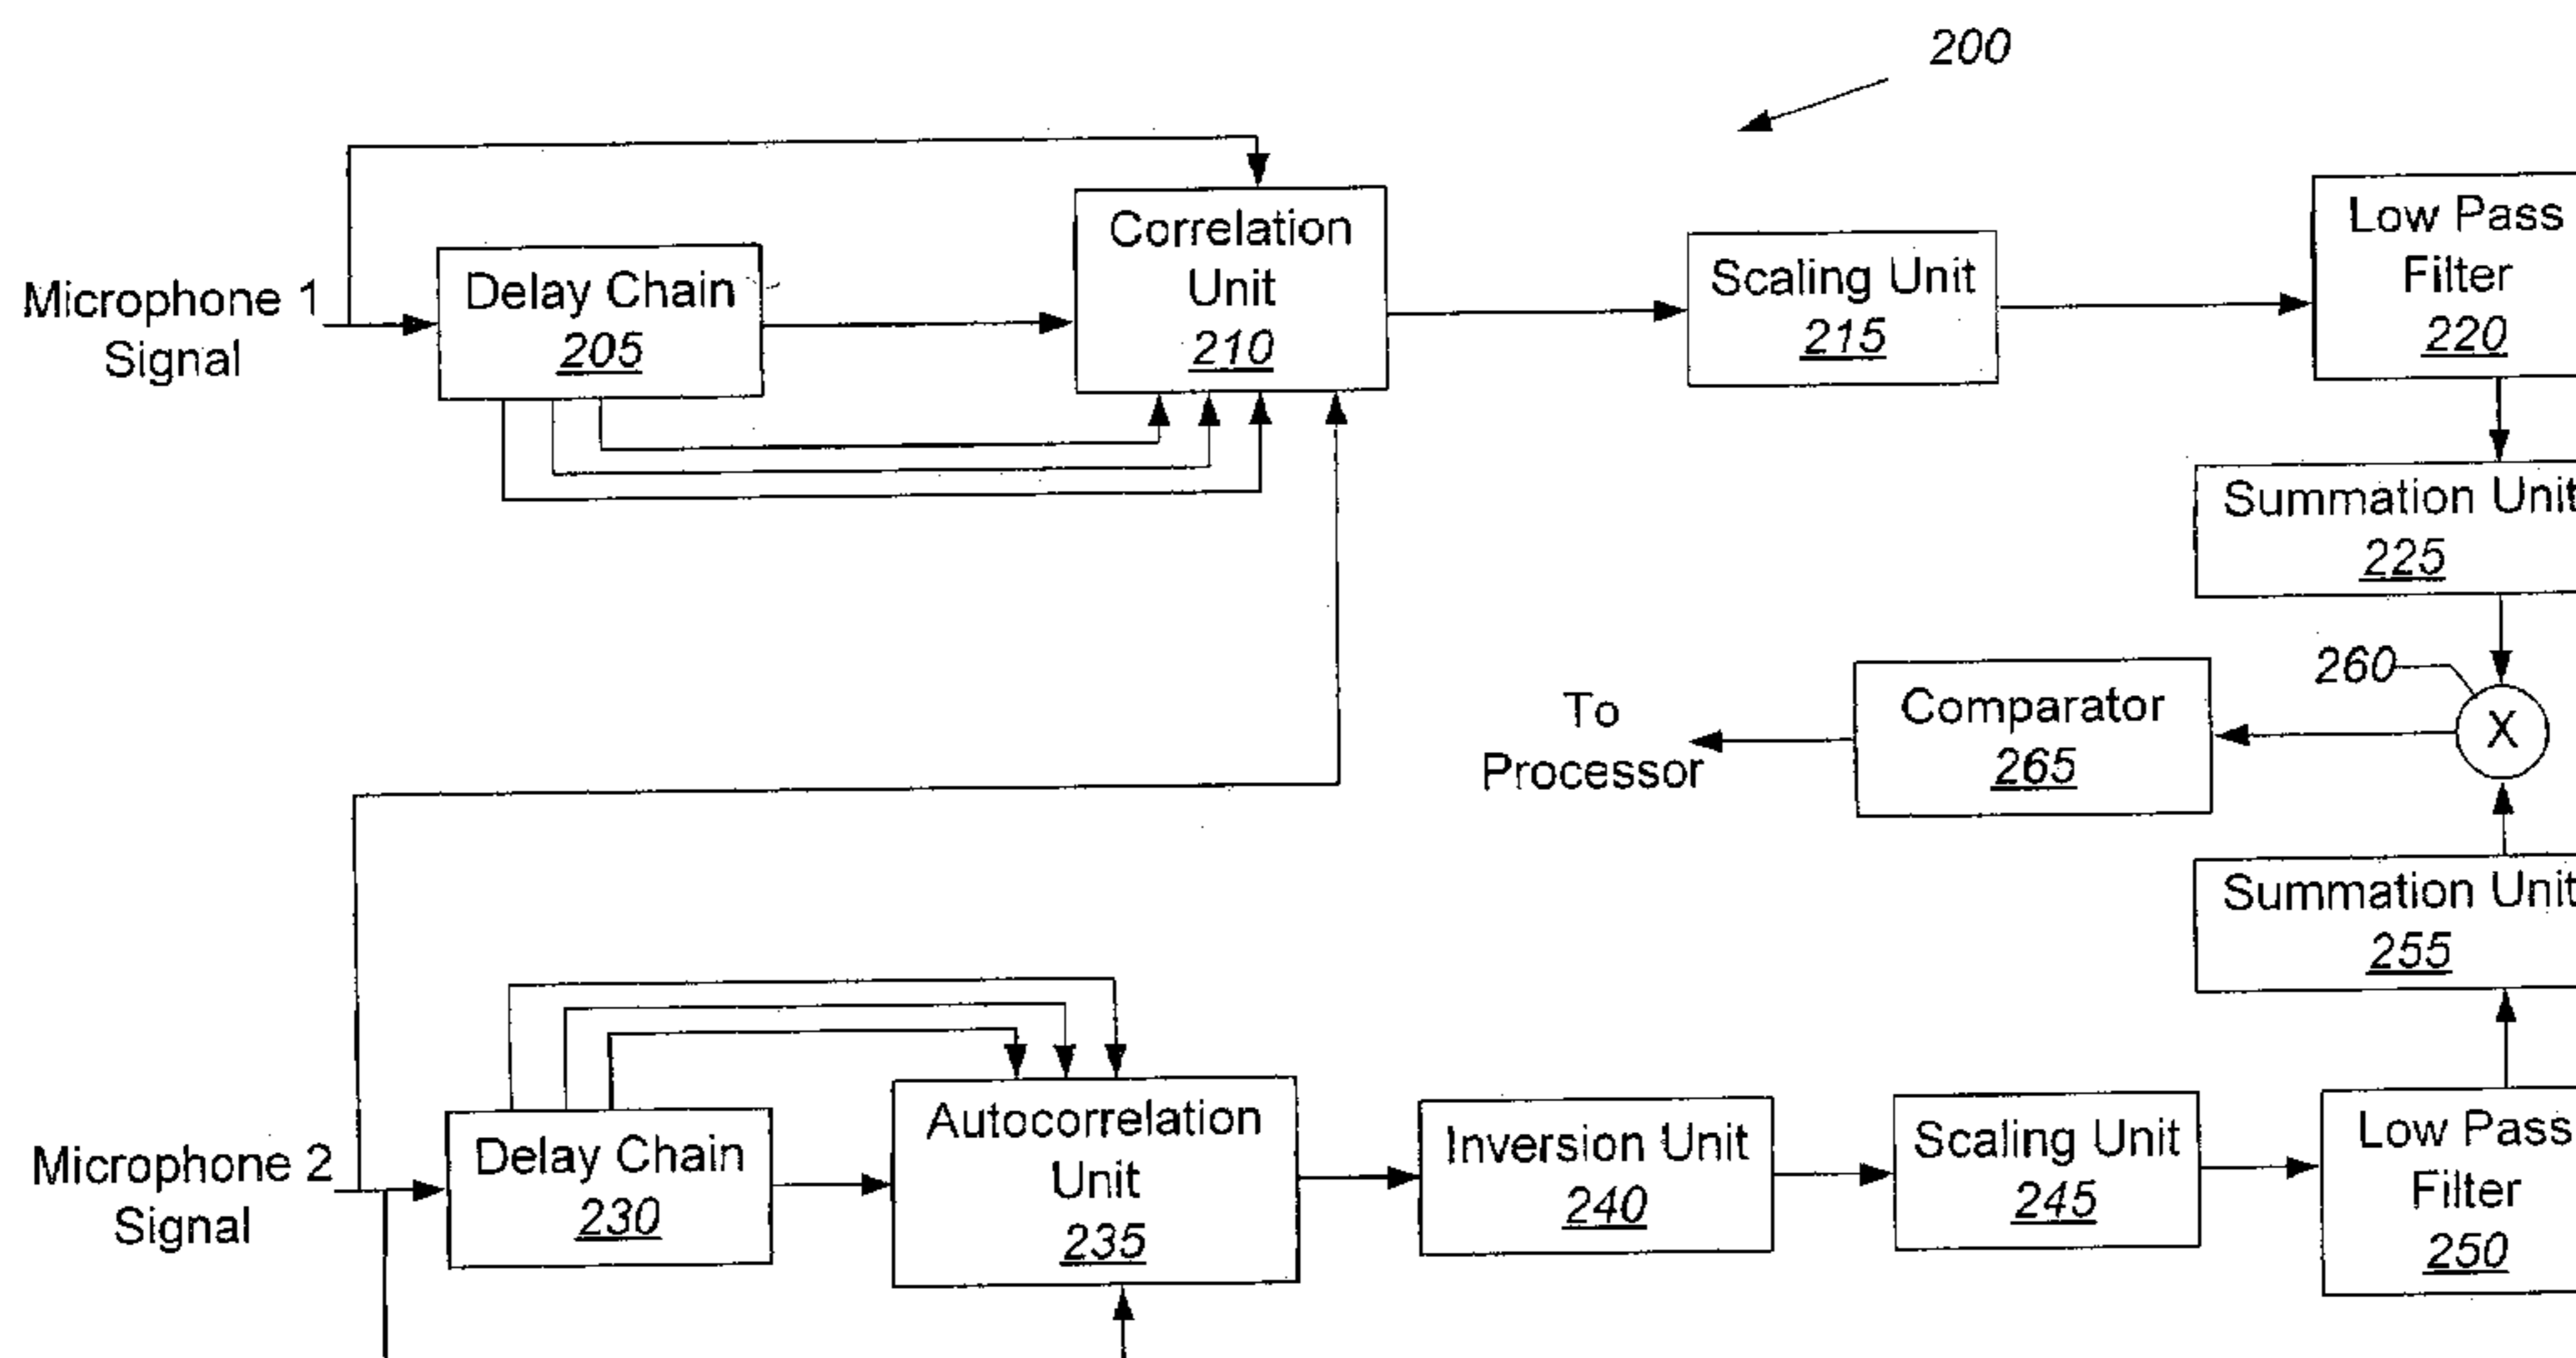 200
Microphone 1
Signal
Delay Chain
205
Correlation
Unit
210
Scaling Unit
215
Low Pass
Filter
220
Summation Unit
225
260
X
Comparator
265
To
Processor
Summation Unit
255
Microphone 2
Signal
Delay Chain
230
Autocorrelation
Unit
235
Inversion Unit
240
Scaling Unit
245
Low Pass
Filter
250